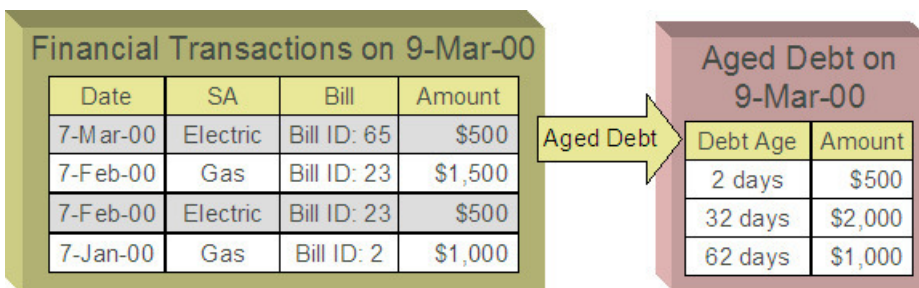 Financial Transactions on 9-Mar-00
Date SA Bill Amount
7-Mar-00 Electric Bill ID: 65 $500
7-Feb-00 Gas Bill ID: 23 $1,500
7-Feb-00 Electric Bill ID: 23 $500
7-Jan-00 Gas Bill ID: 2 $1,000
Aged Debt
Aged Debt on
9-Mar-00
Debt Age Amount
2 days $500
32 days $2,000
62 days $1,000